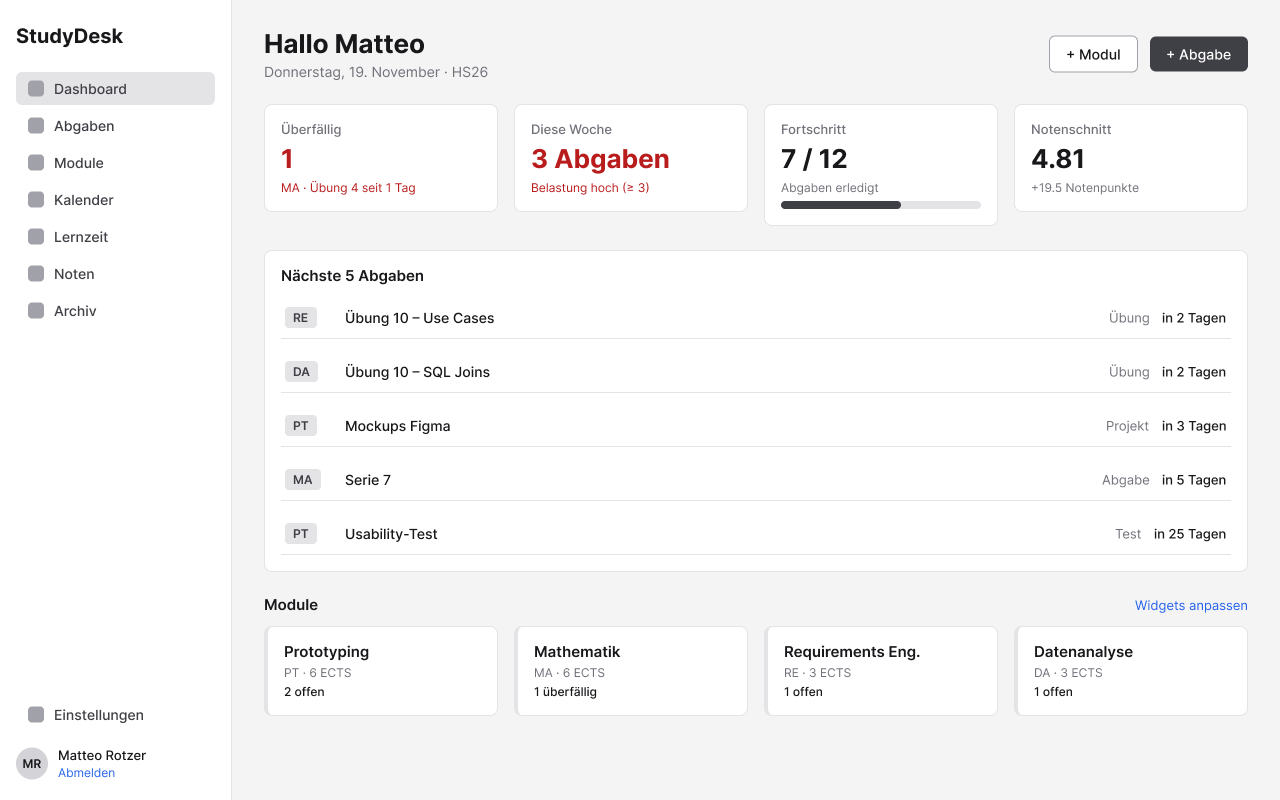 StudyDesk
Dashboard
Abgaben
Module
Kalender
Lernzeit
Noten
Archiv
Einstellungen
MR
Matteo Rotzer
Abmelden
Hallo Matteo
Donnerstag, 19. November · HS26
+ Modul
+ Abgabe
Überfällig
1
MA · Übung 4 seit 1 Tag
Diese Woche
3 Abgaben
Belastung hoch (≥ 3)
Fortschritt
7 / 12
Abgaben erledigt
Notenschnitt
4.81
+19.5 Notenpunkte
Nächste 5 Abgaben
RE Übung 10 – Use Cases Übung in 2 Tagen
DA Übung 10 – SQL Joins Übung in 2 Tagen
PT Mockups Figma Projekt in 3 Tagen
MA Serie 7 Abgabe in 5 Tagen
PT Usability-Test Test in 25 Tagen
Module
Widgets anpassen
Prototyping
PT · 6 ECTS
2 offen
Mathematik
MA · 6 ECTS
1 überfällig
Requirements Eng.
RE · 3 ECTS
1 offen
Datenanalyse
DA · 3 ECTS
1 offen